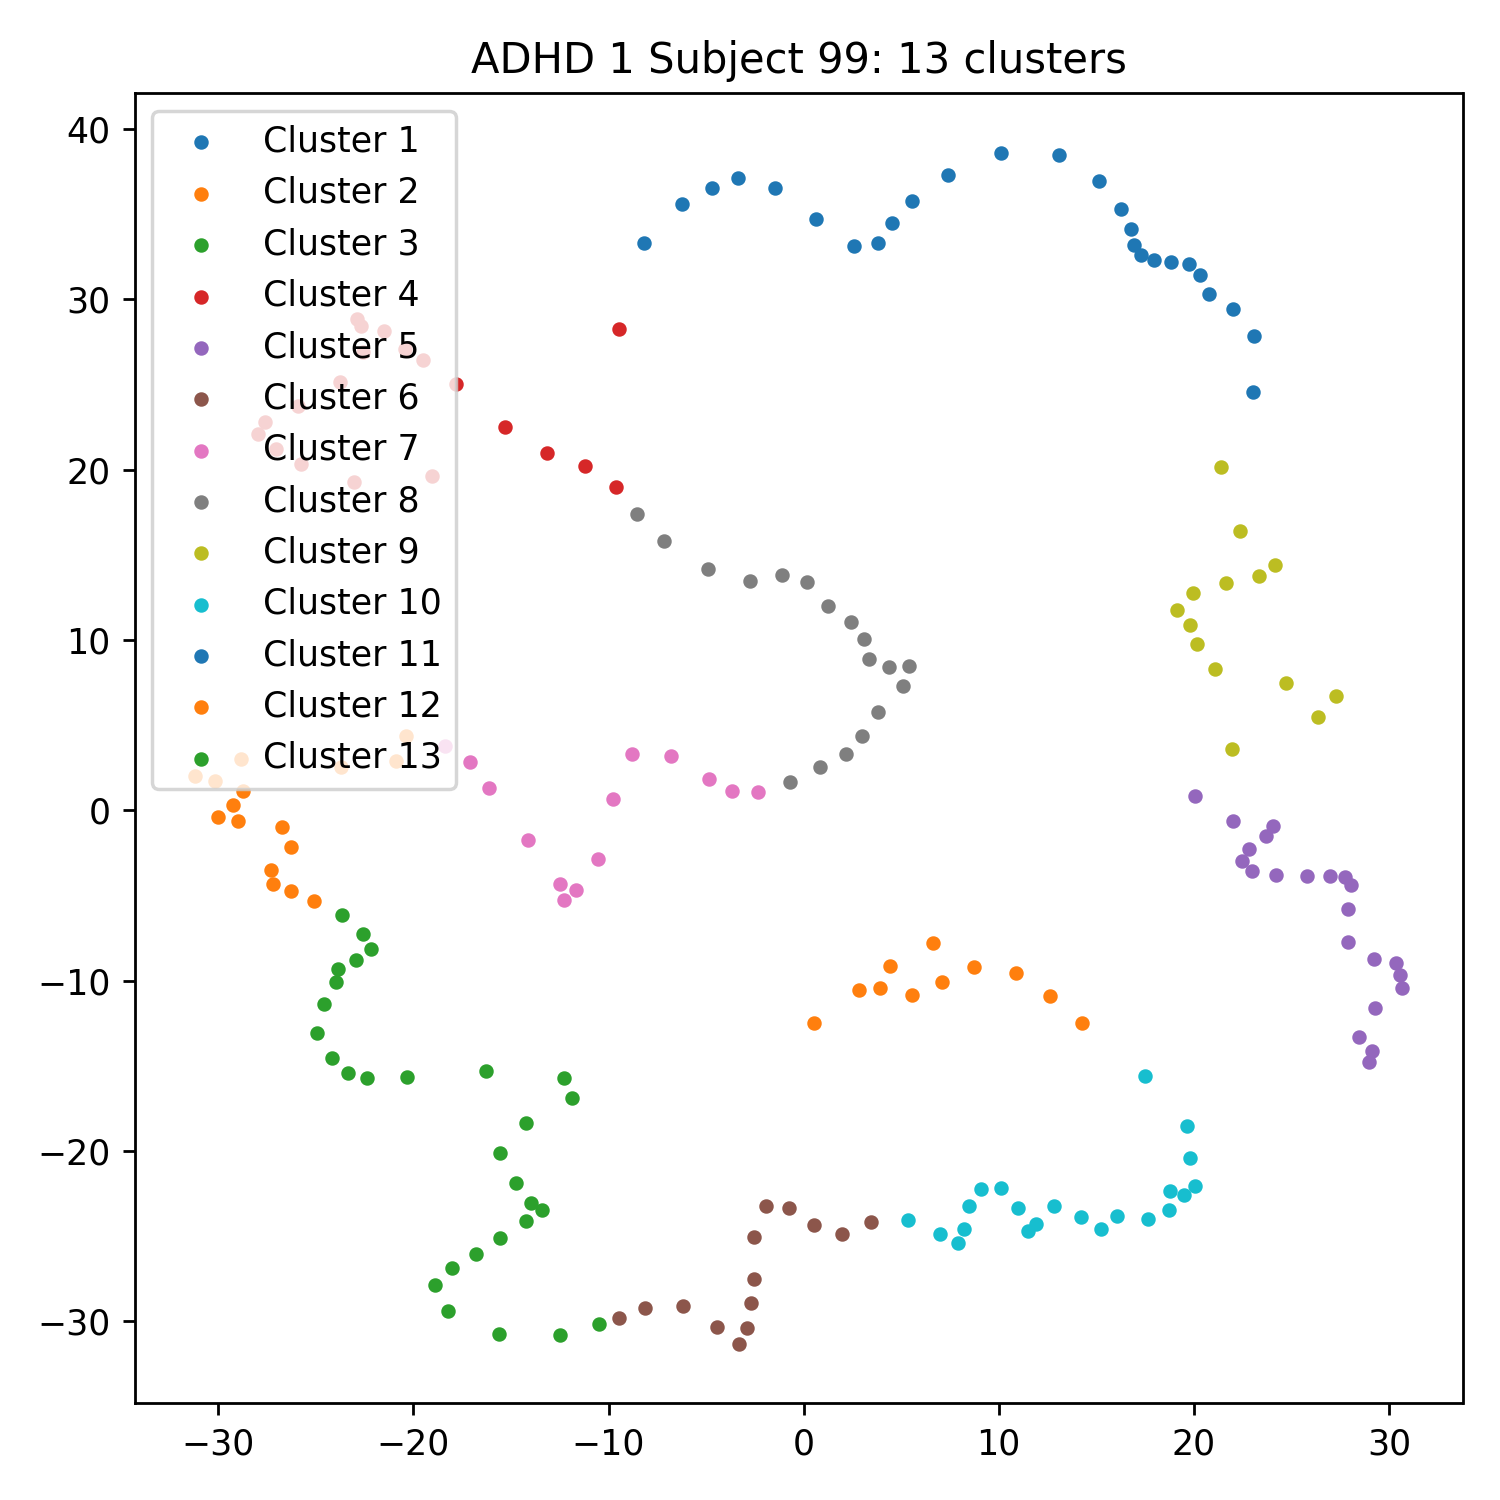 ADHD 1 Subject 99: 13 clusters
40
30
20
10
0
−10
−20
−30
Cluster 1
Cluster 2
Cluster 3
Cluster 4
Cluster 5
Cluster 6
Cluster 7
Cluster 8
Cluster 9
Cluster 10
Cluster 11
Cluster 12
Cluster 13
−30 −20 −10 0 10 20 30